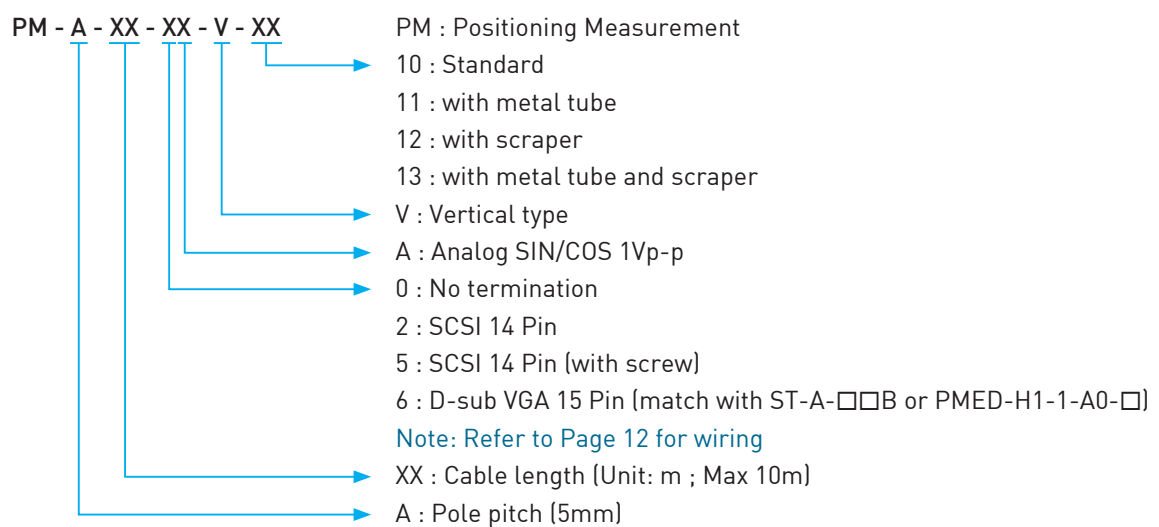 PM - A - XX - XX - V - XX PM : Positioning Measurement
10 : Standard
11 : with metal tube
12 : with scraper
13 : with metal tube and scraper
V : Vertical type
A : Analog SIN/COS 1Vp-p
0 : No termination
2 : SCSI 14 Pin
5 : SCSI 14 Pin (with screw)
6 : D-sub VGA 15 Pin (match with ST-A-□□B or PMED-H1-1-A0-□)
Note: Refer to Page 12 for wiring
XX : Cable length (Unit: m ; Max 10m)
A : Pole pitch (5mm)